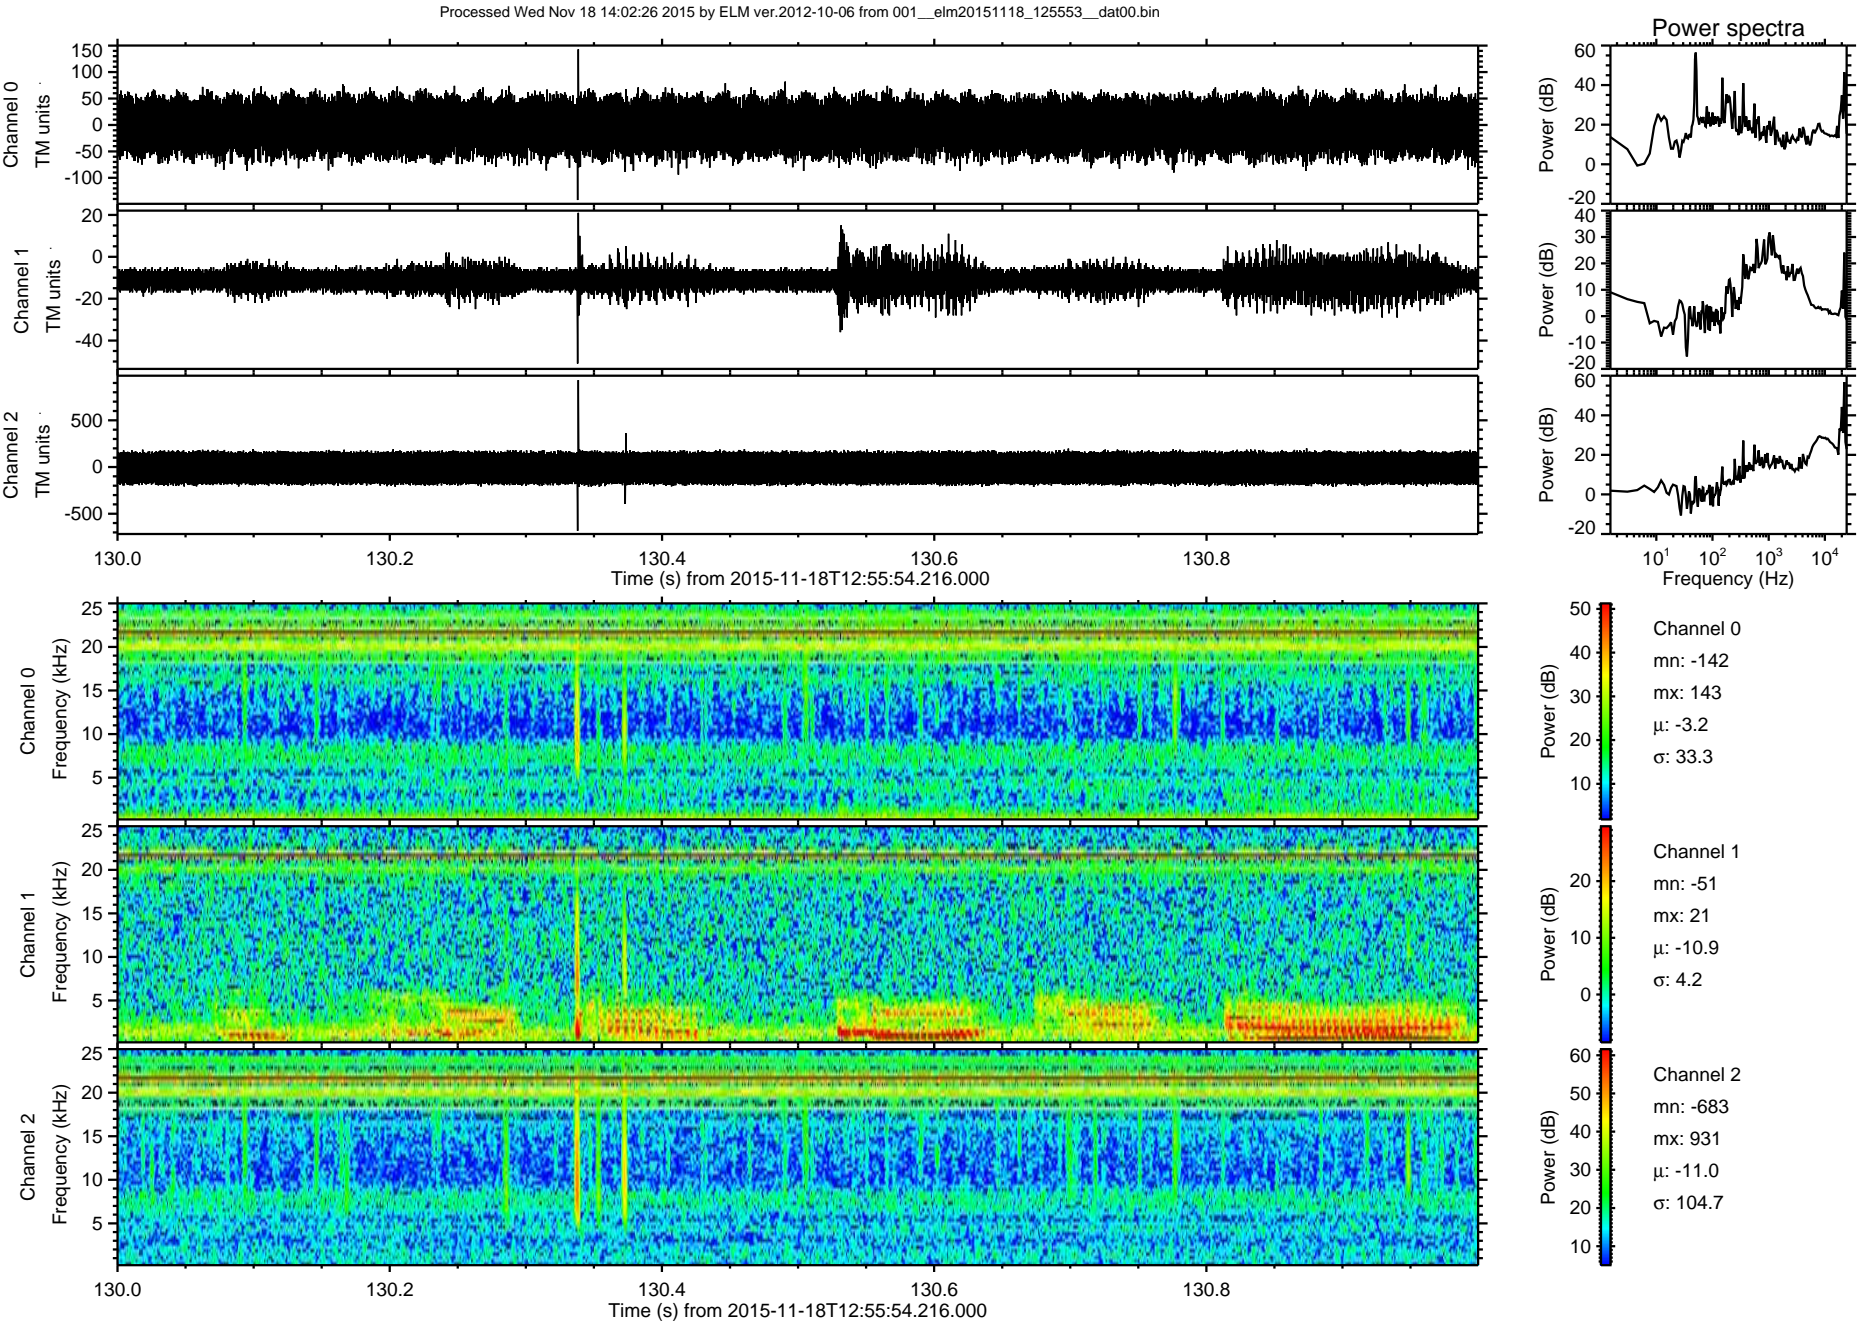 Processed Wed Nov 18 14:02:26 2015 by ELM ver.2012-10-06 from 001__elm20151118_125553__dat00.bin
Power spectra
Channel 0
TM units
150
100
50
0
-50
-100
Power (dB)
60
40
20
0
-20
Channel 1
TM units
20
0
-20
-40
Power (dB)
40
30
20
10
0
-10
-20
Channel 2
TM units
500
0
-500
Power (dB)
60
40
20
0
-20
130.0 130.2 130.4 130.6 130.8
Time (s) from 2015-11-18T12:55:54.216.000
10¹ 10² 10³ 10⁴
Frequency (Hz)
Channel 0
Frequency (kHz)
25
20
15
10
5
Power (dB)
50
40
30
20
10
Channel 0
mn: -142
mx: 143
µ: -3.2
σ: 33.3
Channel 1
Frequency (kHz)
25
20
15
10
5
Power (dB)
20
10
0
Channel 1
mn: -51
mx: 21
µ: -10.9
σ: 4.2
Channel 2
Frequency (kHz)
25
20
15
10
5
Power (dB)
60
50
40
30
20
10
Channel 2
mn: -683
mx: 931
µ: -11.0
σ: 104.7
130.0 130.2 130.4 130.6 130.8
Time (s) from 2015-11-18T12:55:54.216.000